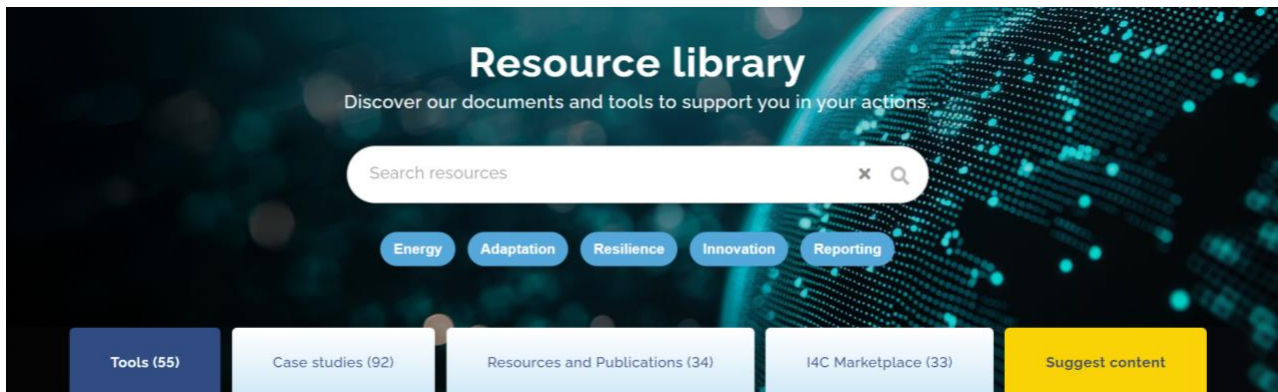 Resource library
Discover our documents and tools to support you in your actions.
Search resources
Energy Adaptation Resilience Innovation Reporting
Tools (55) Case studies (92) Resources and Publications (34) I4C Marketplace (33) Suggest content